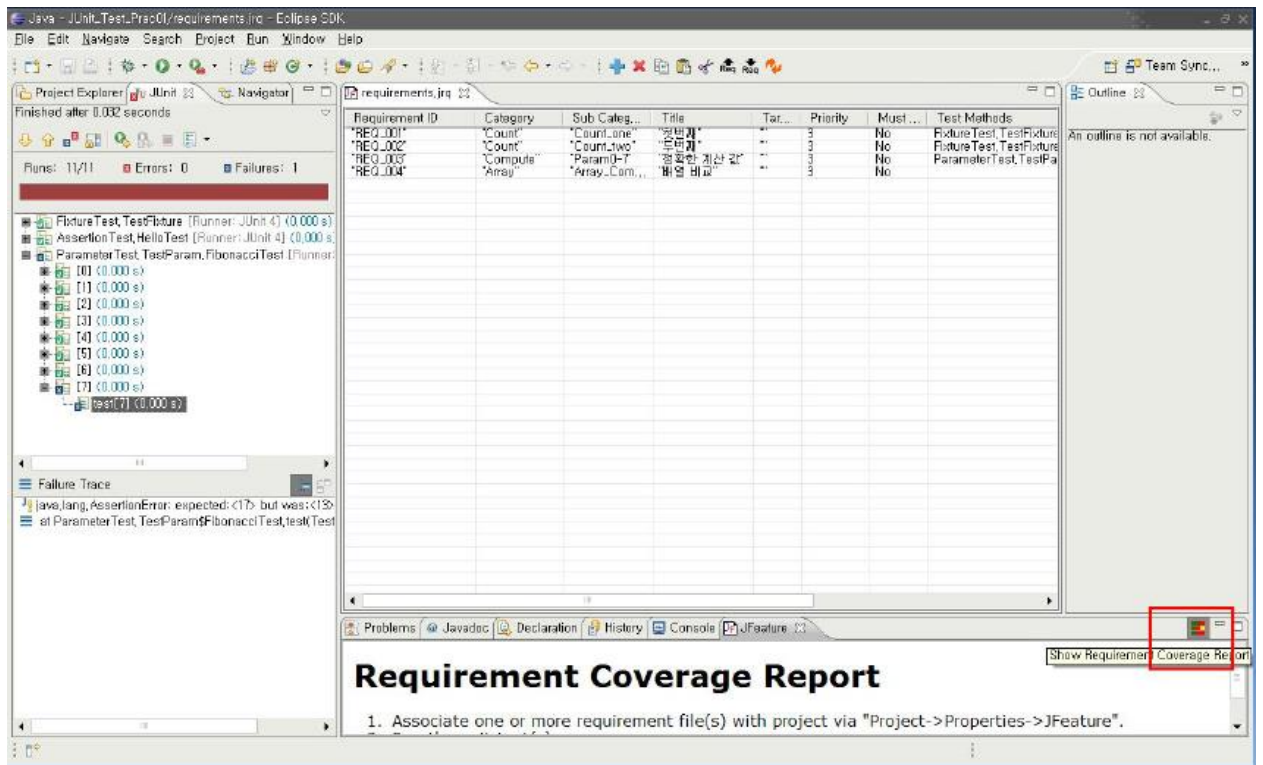 Java - JUnit_Test_Prac01/requirements.jrq - Eclipse SDK
File Edit Navigate Search Project Run Window Help
Team Sync...
Project Explorer JUnit Navigator
requirements.jrq
Outline
Finished after 0.032 seconds
Runs: 11/11 Errors: 0 Failures: 1
FixtureTest.TestFixture [Runner: JUnit 4] (0.000 s)
AssertionTest.HelloTest [Runner: JUnit 4] (0.000 s
ParameterTest.TestParam.FibonacciTest [Runner:
[0] (0.000 s)
[1] (0.000 s)
[2] (0.000 s)
[3] (0.000 s)
[4] (0.000 s)
[5] (0.000 s)
[6] (0.000 s)
[7] (0.000 s)
test[7] (0.000 s)
Failure Trace
java.lang.AssertionError: expected:<17> but was:<13>
at ParameterTest.TestParam$FibonacciTest.test(Test
Requirement ID Category Sub Categ... Title Tar... Priority Must ... Test Methods
"REQ_001" "Count" "Count_one" "첫번째" "" 3 No FixtureTest.TestFixture
"REQ_002" "Count" "Count_two" "두번째" "" 3 No FixtureTest.TestFixture
"REQ_003" "Compute" "Param0-7" "정확한 계산 값" "" 3 No ParameterTest.TestPa
"REQ_004" "Array" "Array_Com... "배열 비교" "" 3 No
An outline is not available.
Problems Javadoc Declaration History Console JFeature
Show Requirement Coverage Report
Requirement Coverage Report
1. Associate one or more requirement file(s) with project via "Project->Properties->JFeature".